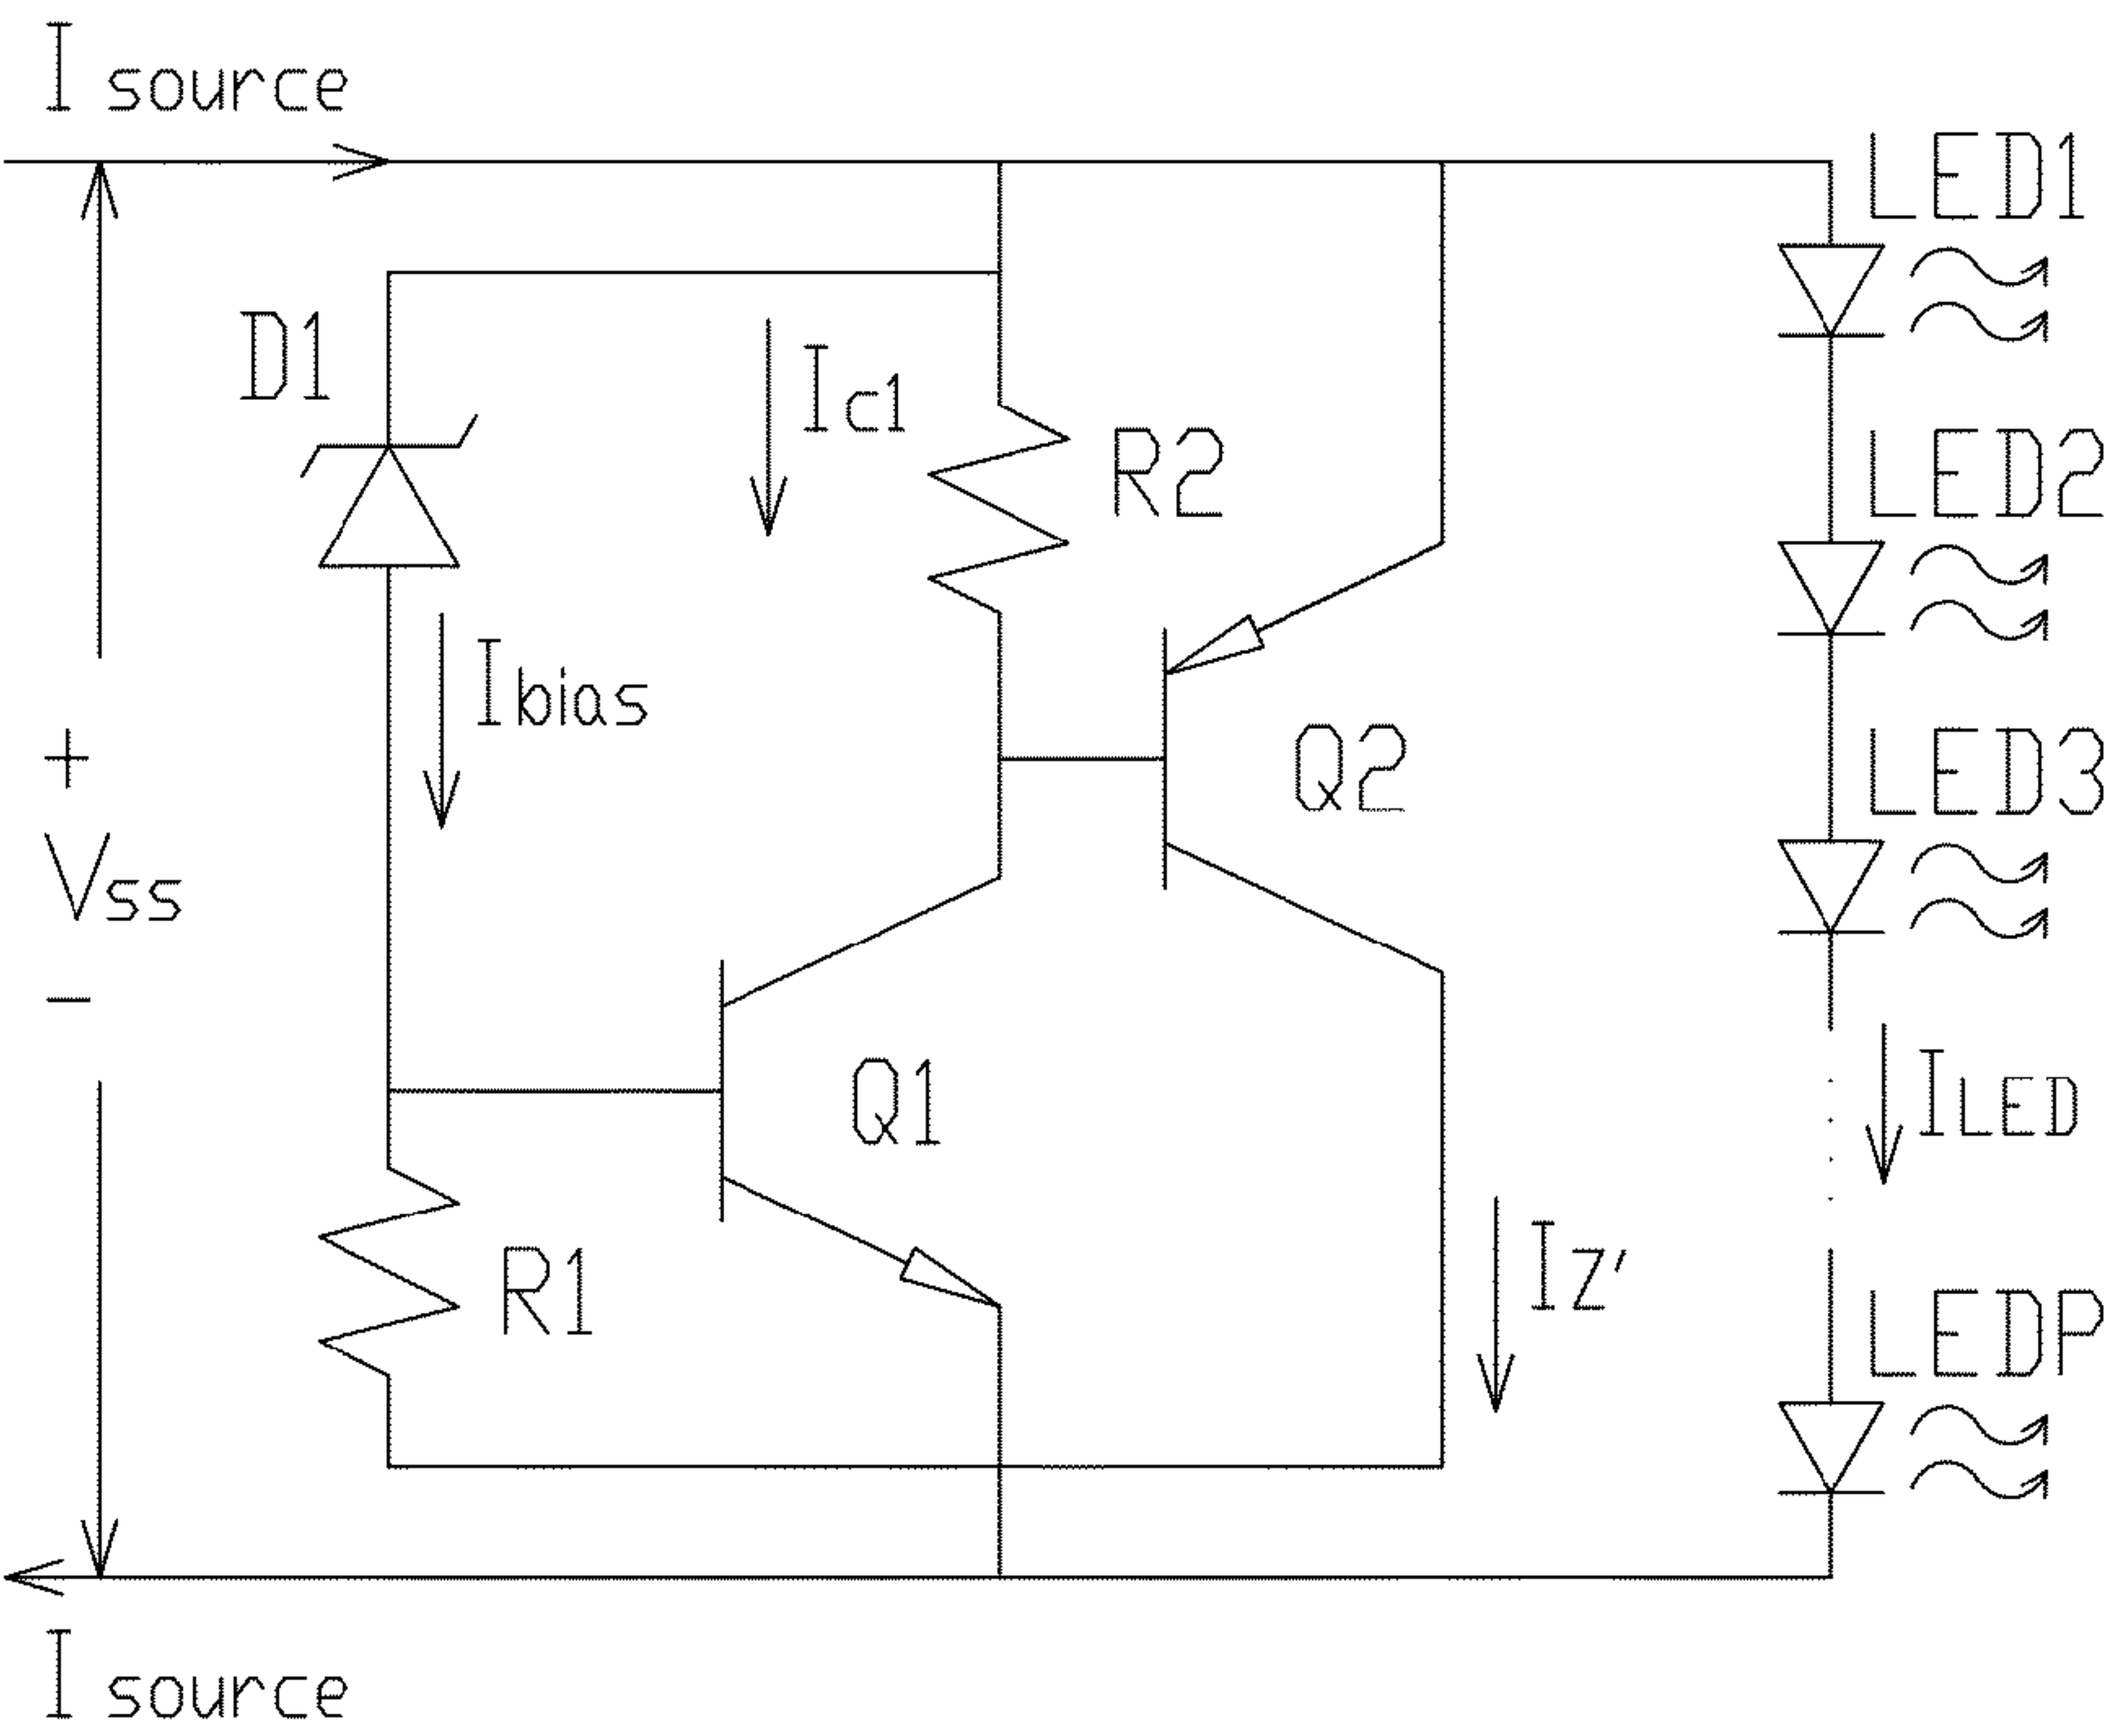 I source
LED1
D1
Ic1
R2
LED2
Ibias
Q2
LED3
+
Vss
-
Q1
ILED
R1
IZ'
LEDP
I source